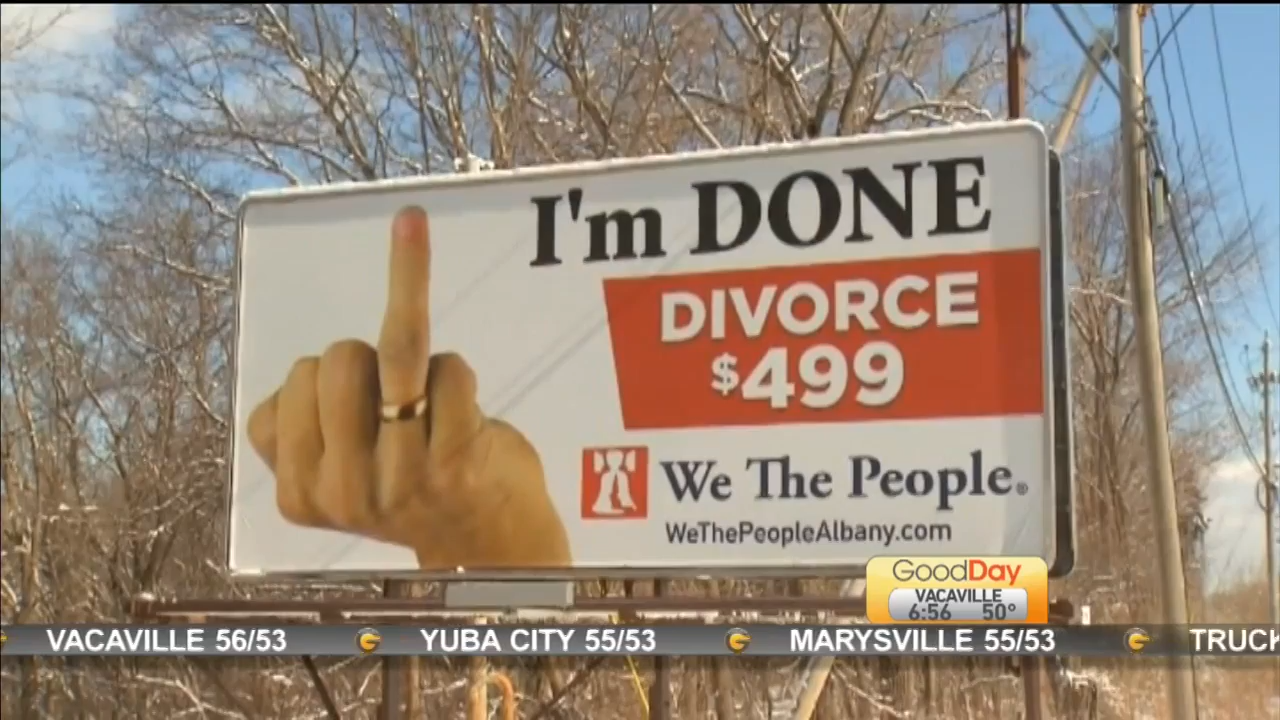 I'm DONE
DIVORCE
$499
We The People®
WeThePeopleAlbany.com
GoodDay
VACAVILLE
6:56 50°
VACAVILLE 56/53 YUBA CITY 55/53 MARYSVILLE 55/53 TRUCK